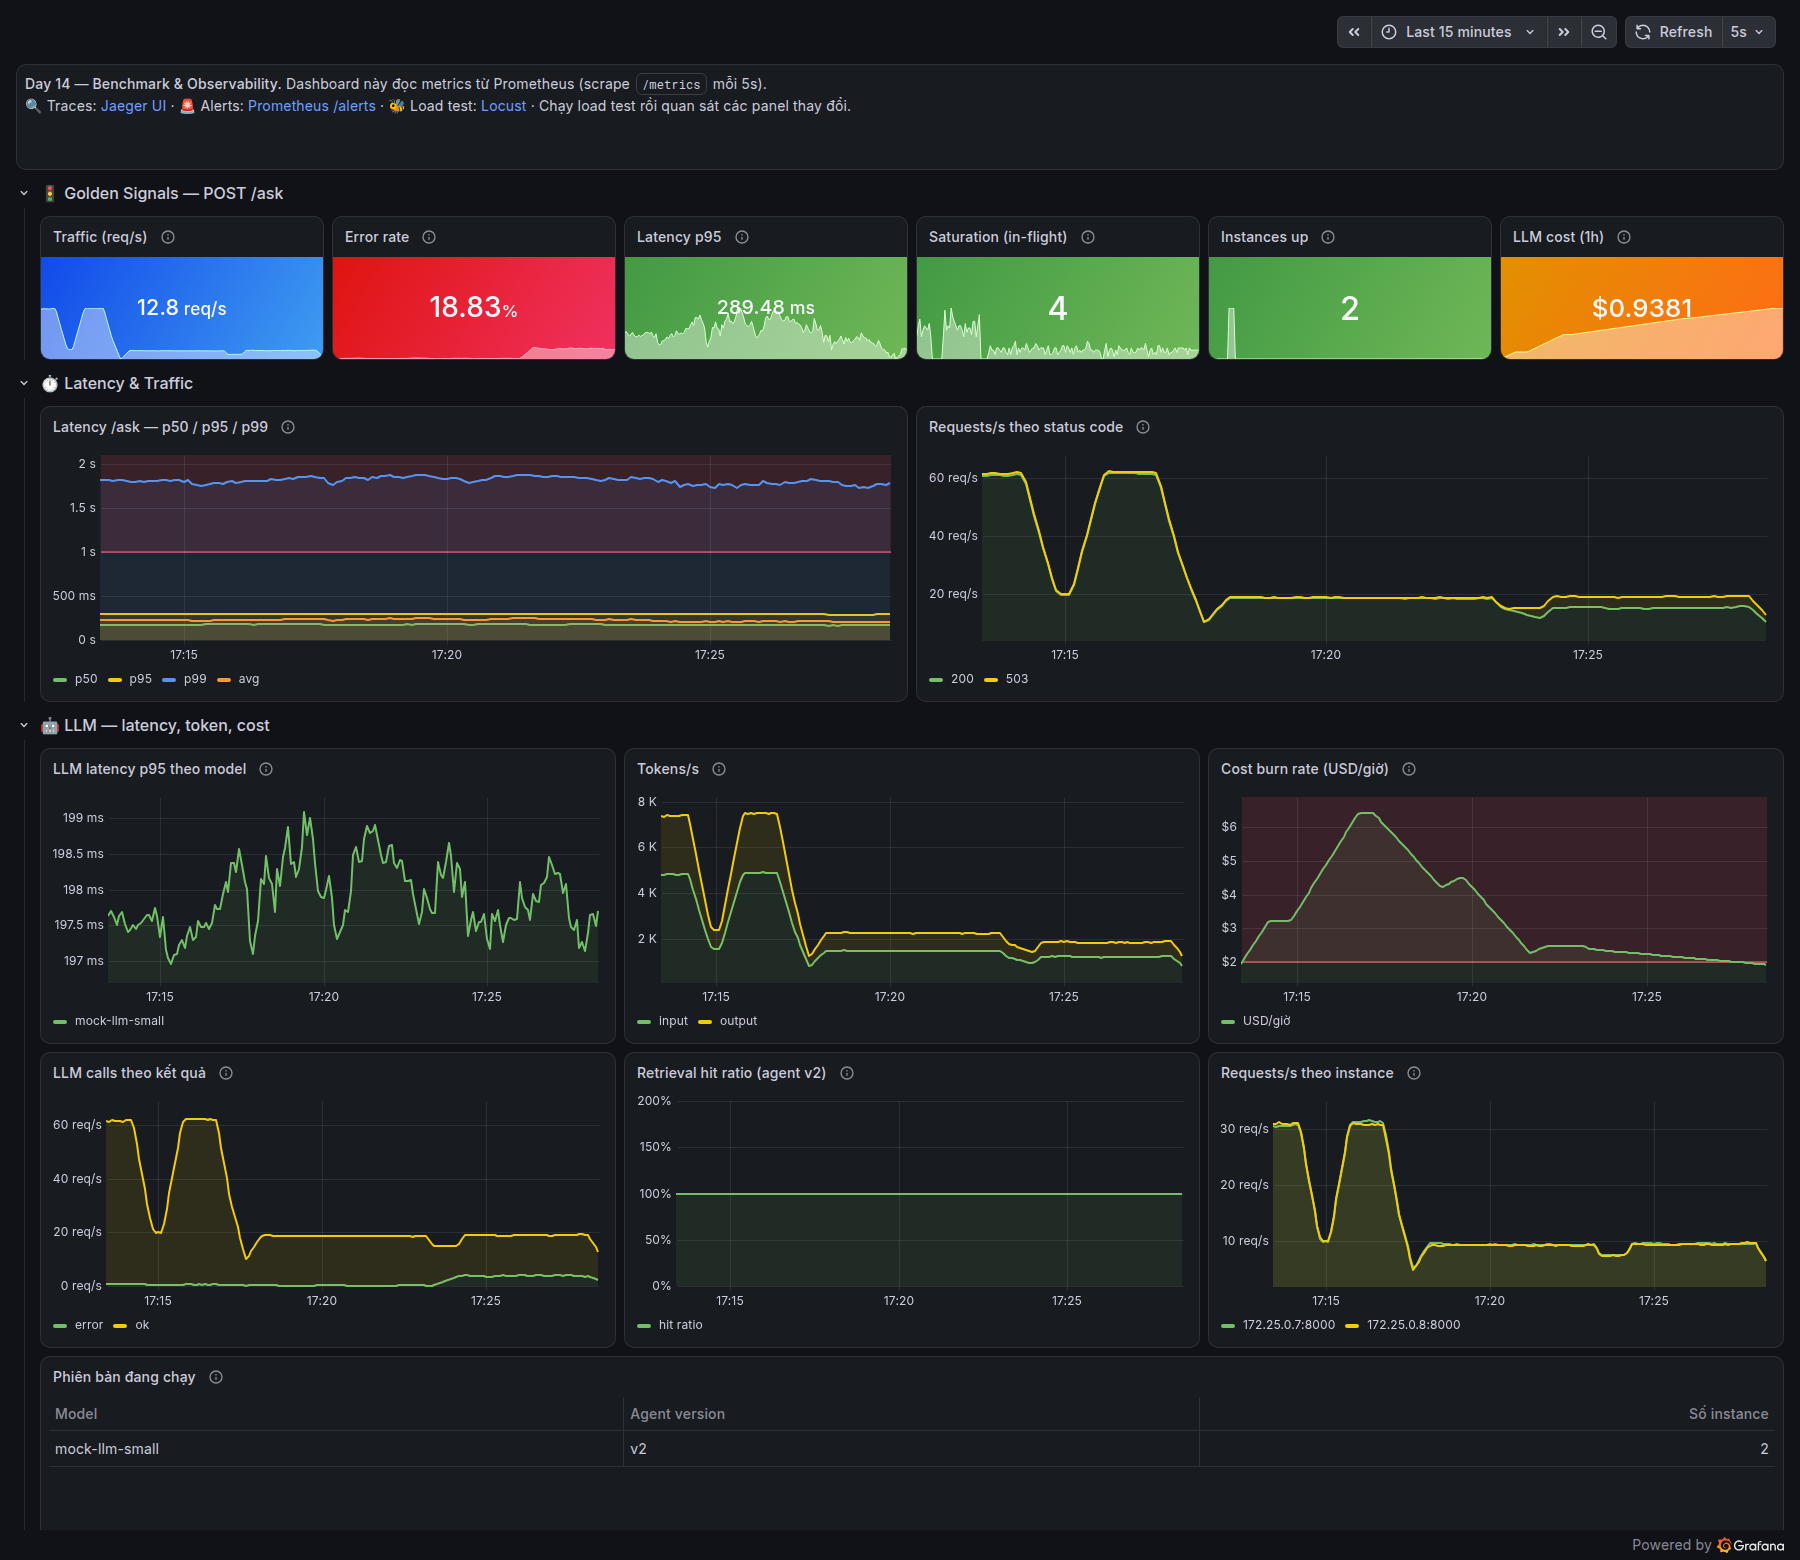 Last 15 minutes
Refresh
5s
Day 14 — Benchmark & Observability. Dashboard này đọc metrics từ Prometheus (scrape /metrics mỗi 5s).
🔍 Traces: Jaeger UI · 🚨 Alerts: Prometheus /alerts · 🐝 Load test: Locust · Chạy load test rồi quan sát các panel thay đổi.
🚦 Golden Signals — POST /ask
Traffic (req/s)
12.8 req/s
Error rate
18.83%
Latency p95
289.48 ms
Saturation (in-flight)
4
Instances up
2
LLM cost (1h)
$0.9381
⏱️ Latency & Traffic
Latency /ask — p50 / p95 / p99
2 s
1.5 s
1 s
500 ms
0 s
17:15 17:20 17:25
p50 p95 p99 avg
Requests/s theo status code
60 req/s
40 req/s
20 req/s
17:15 17:20 17:25
200 503
🤖 LLM — latency, token, cost
LLM latency p95 theo model
199 ms
198.5 ms
198 ms
197.5 ms
197 ms
17:15 17:20 17:25
mock-llm-small
Tokens/s
8 K
6 K
4 K
2 K
17:15 17:20 17:25
input output
Cost burn rate (USD/giờ)
$6
$5
$4
$3
$2
17:15 17:20 17:25
USD/giờ
LLM calls theo kết quả
60 req/s
40 req/s
20 req/s
0 req/s
17:15 17:20 17:25
error ok
Retrieval hit ratio (agent v2)
200%
150%
100%
50%
0%
17:15 17:20 17:25
hit ratio
Requests/s theo instance
30 req/s
20 req/s
10 req/s
17:15 17:20 17:25
172.25.0.7:8000 172.25.0.8:8000
Phiên bản đang chạy
Model Agent version Số instance
mock-llm-small v2 2
Powered by Grafana